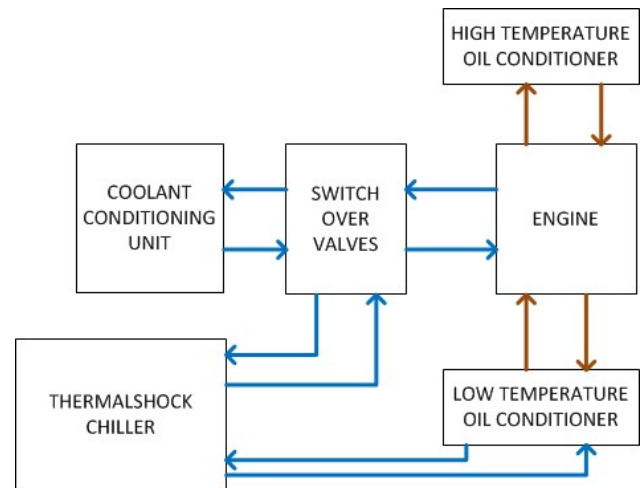 HIGH TEMPERATURE
OIL CONDITIONER
COOLANT
CONDITIONING
UNIT
SWITCH
OVER
VALVES
ENGINE
THERMALSHOCK
CHILLER
LOW TEMPERATURE
OIL CONDITIONER